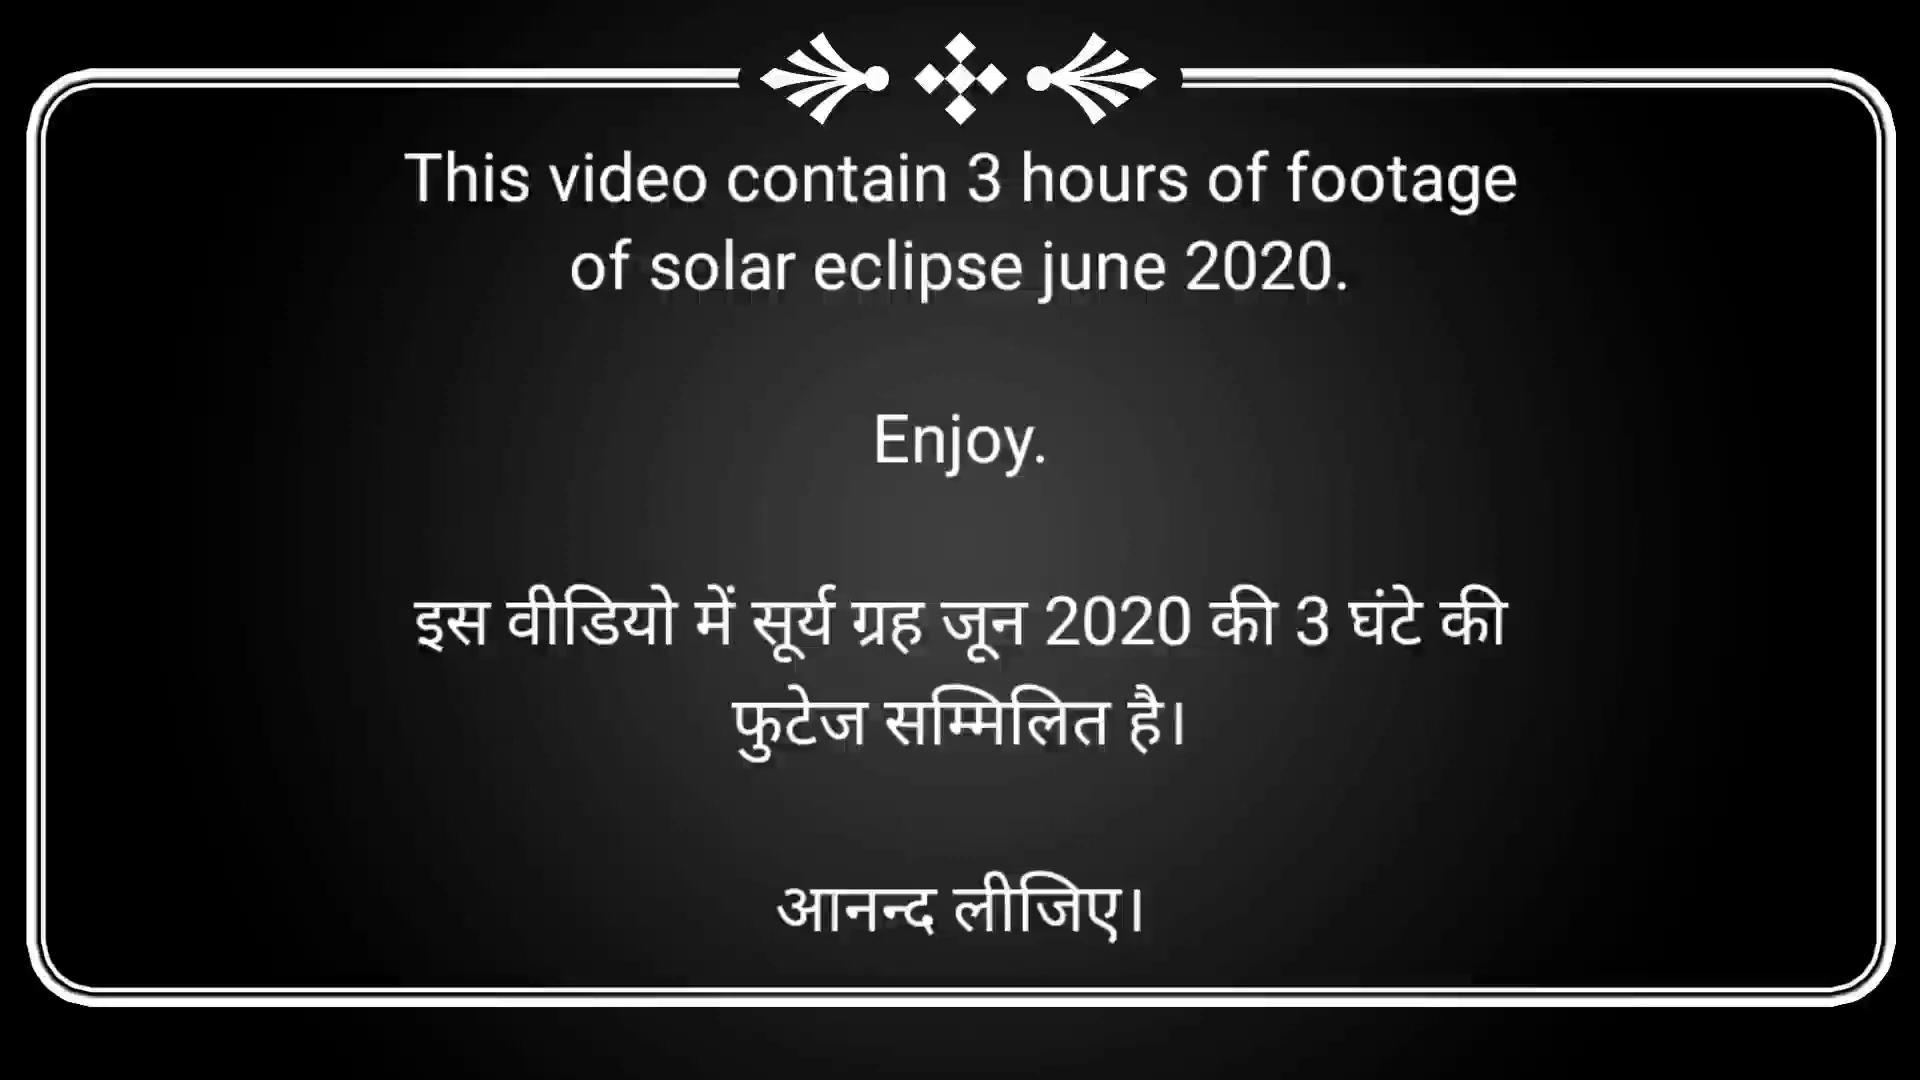 This video contain 3 hours of footage
of solar eclipse june 2020.
Enjoy.
इस वीडियो में सूर्य ग्रह जून 2020 की 3 घंटे की
फुटेज सम्मिलित है।
आनन्द लीजिए।